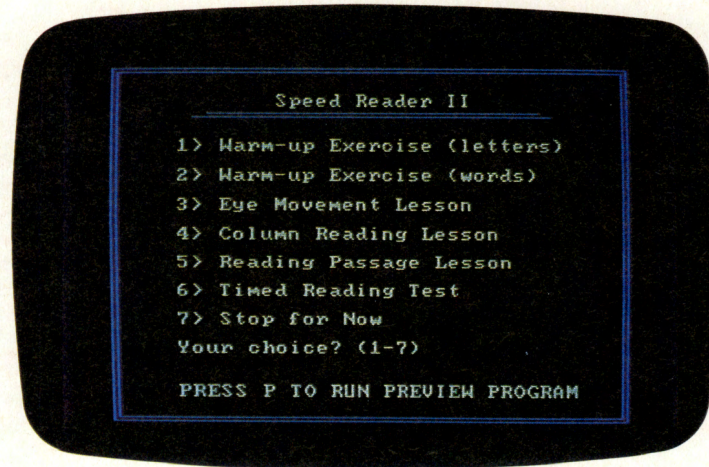 Speed Reader II
1> Warm-up Exercise (letters)
2> Warm-up Exercise (words)
3> Eye Movement Lesson
4> Column Reading Lesson
5> Reading Passage Lesson
6> Timed Reading Test
7> Stop for Now
Your choice? (1-7)
PRESS P TO RUN PREVIEW PROGRAM